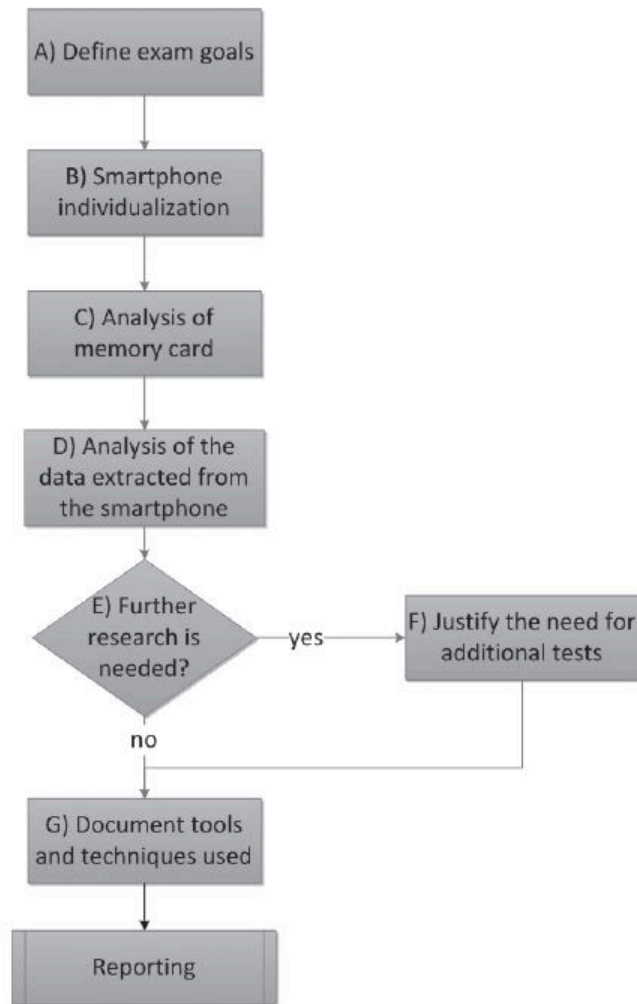 A) Define exam goals
B) Smartphone
individualization
C) Analysis of
memory card
D) Analysis of the
data extracted from
the smartphone
E) Further
research is
needed?
yes
F) Justify the need for
additional tests
no
G) Document tools
and techniques used
Reporting